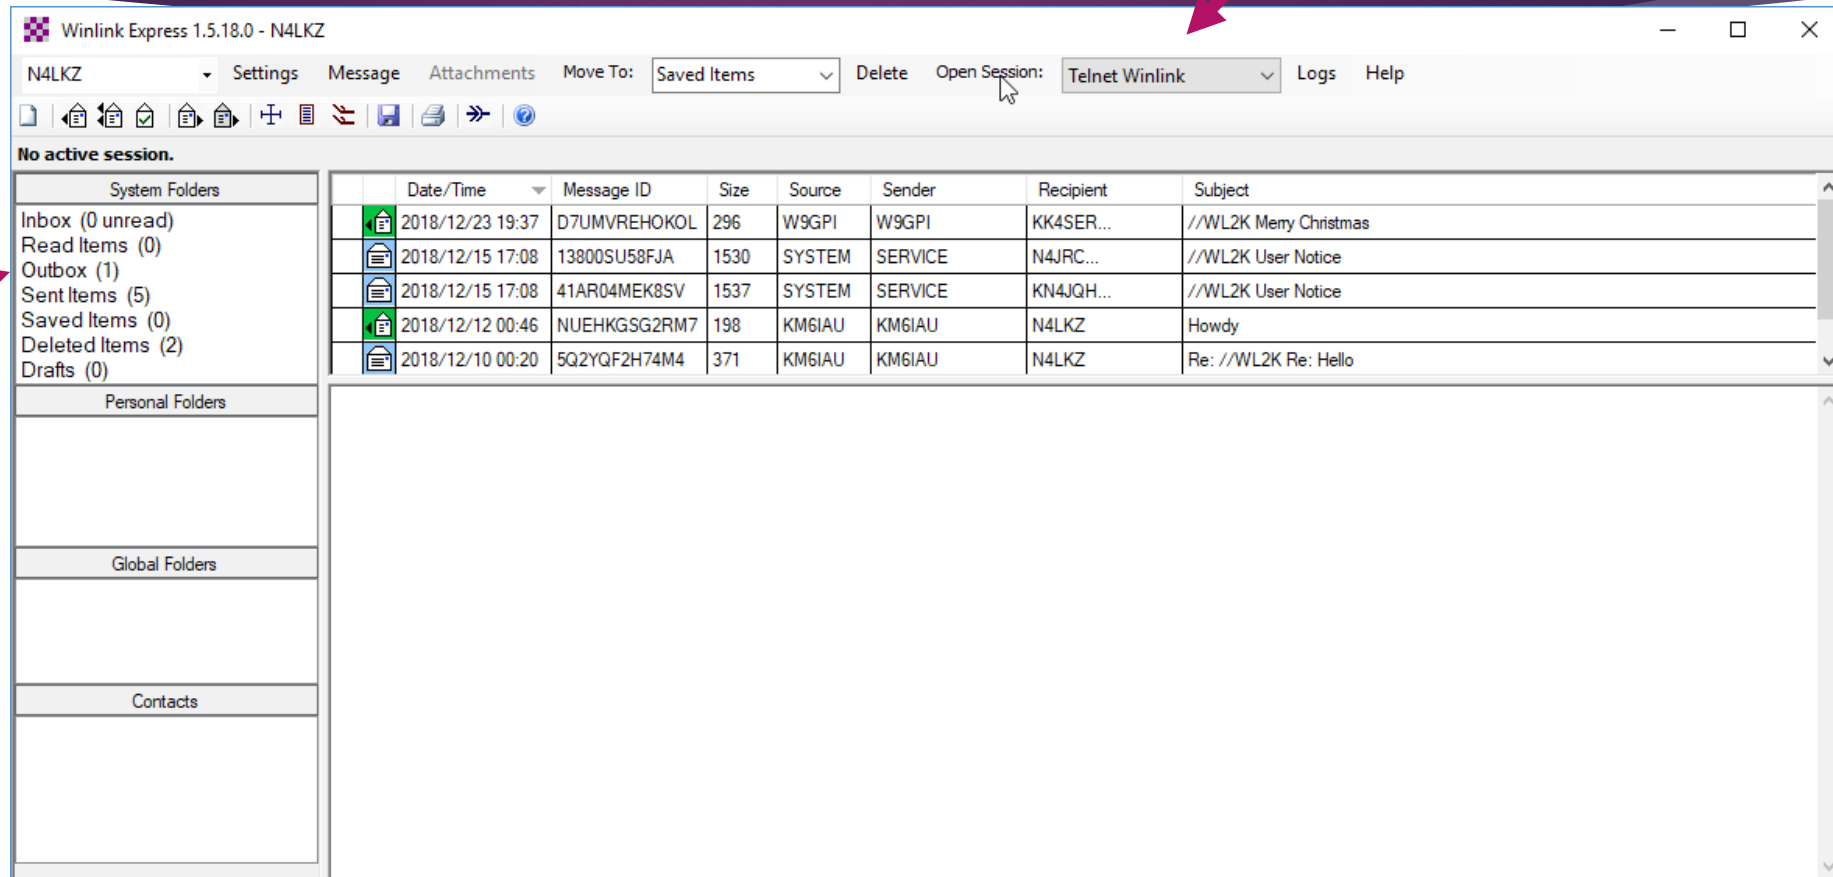 Winlink Express 1.5.18.0 - N4LKZ
N4LKZ Settings Message Attachments Move To: Saved Items Delete Open Session: Telnet Winlink Logs Help
No active session.
System Folders
Inbox (0 unread)
Read Items (0)
Outbox (1)
Sent Items (5)
Saved Items (0)
Deleted Items (2)
Drafts (0)
Personal Folders
Global Folders
Contacts
Date/Time Message ID Size Source Sender Recipient Subject
2018/12/23 19:37 D7UMVREHOKOL 296 W9GPI W9GPI KK4SER... //WL2K Merry Christmas
2018/12/15 17:08 13800SU58FJA 1530 SYSTEM SERVICE N4JRC... //WL2K User Notice
2018/12/15 17:08 41AR04MEK8SV 1537 SYSTEM SERVICE KN4JQH... //WL2K User Notice
2018/12/12 00:46 NUEHKGSG2RM7 198 KM6IAU KM6IAU N4LKZ Howdy
2018/12/10 00:20 5Q2YQF2H74M4 371 KM6IAU KM6IAU N4LKZ Re: //WL2K Re: Hello